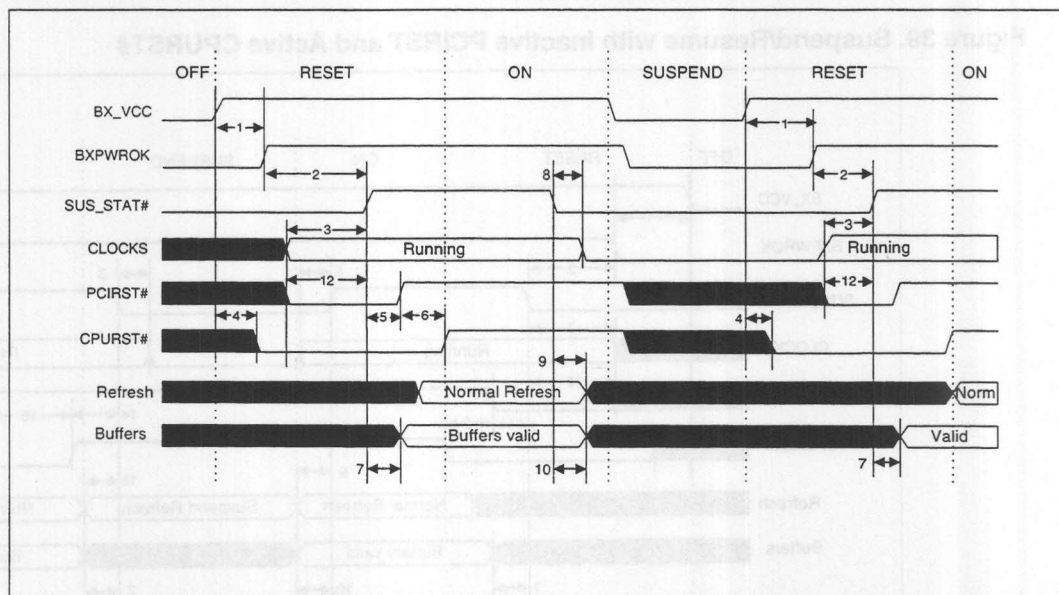 OFF RESET ON SUSPEND RESET ON
BX_VCC
1 1
BXPWROK
2 8 2
SUS_STAT#
3 3
CLOCKS Running Running
PCIRST# 12 12
4 5 6 4
CPURST#
9
Refresh Normal Refresh Norm
Buffers Buffers valid Valid
7 10 7
Figure 39. Suspend/Resume with Inactive PCIRST and Active CPURST#